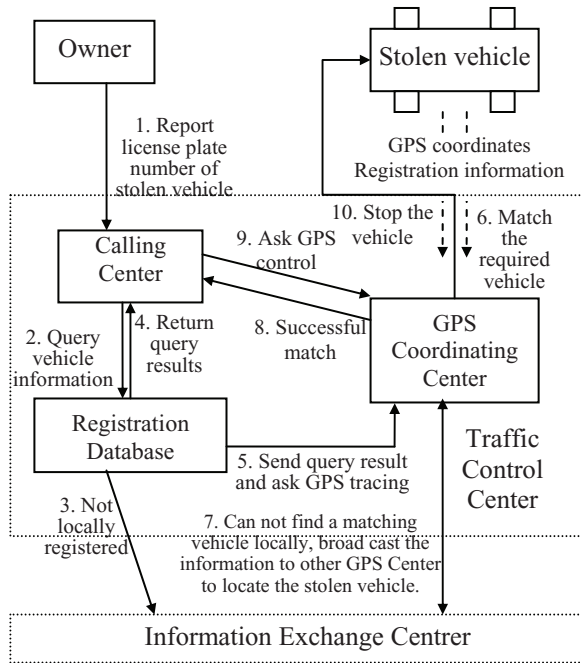 Owner
Stolen vehicle
1. Report
license plate
number of
stolen vehicle
GPS coordinates
Registration information
10. Stop the
vehicle
6. Match
the
required
vehicle
Calling
Center
9. Ask GPS
control
8. Successful
match
GPS
Coordinating
Center
2. Query
vehicle
information
4. Return
query
results
Registration
Database
5. Send query result
and ask GPS tracing
Traffic
Control
Center
3. Not
locally
registered
7. Can not find a matching
vehicle locally, broad cast the
information to other GPS Center
to locate the stolen vehicle.
Information Exchange Centrer